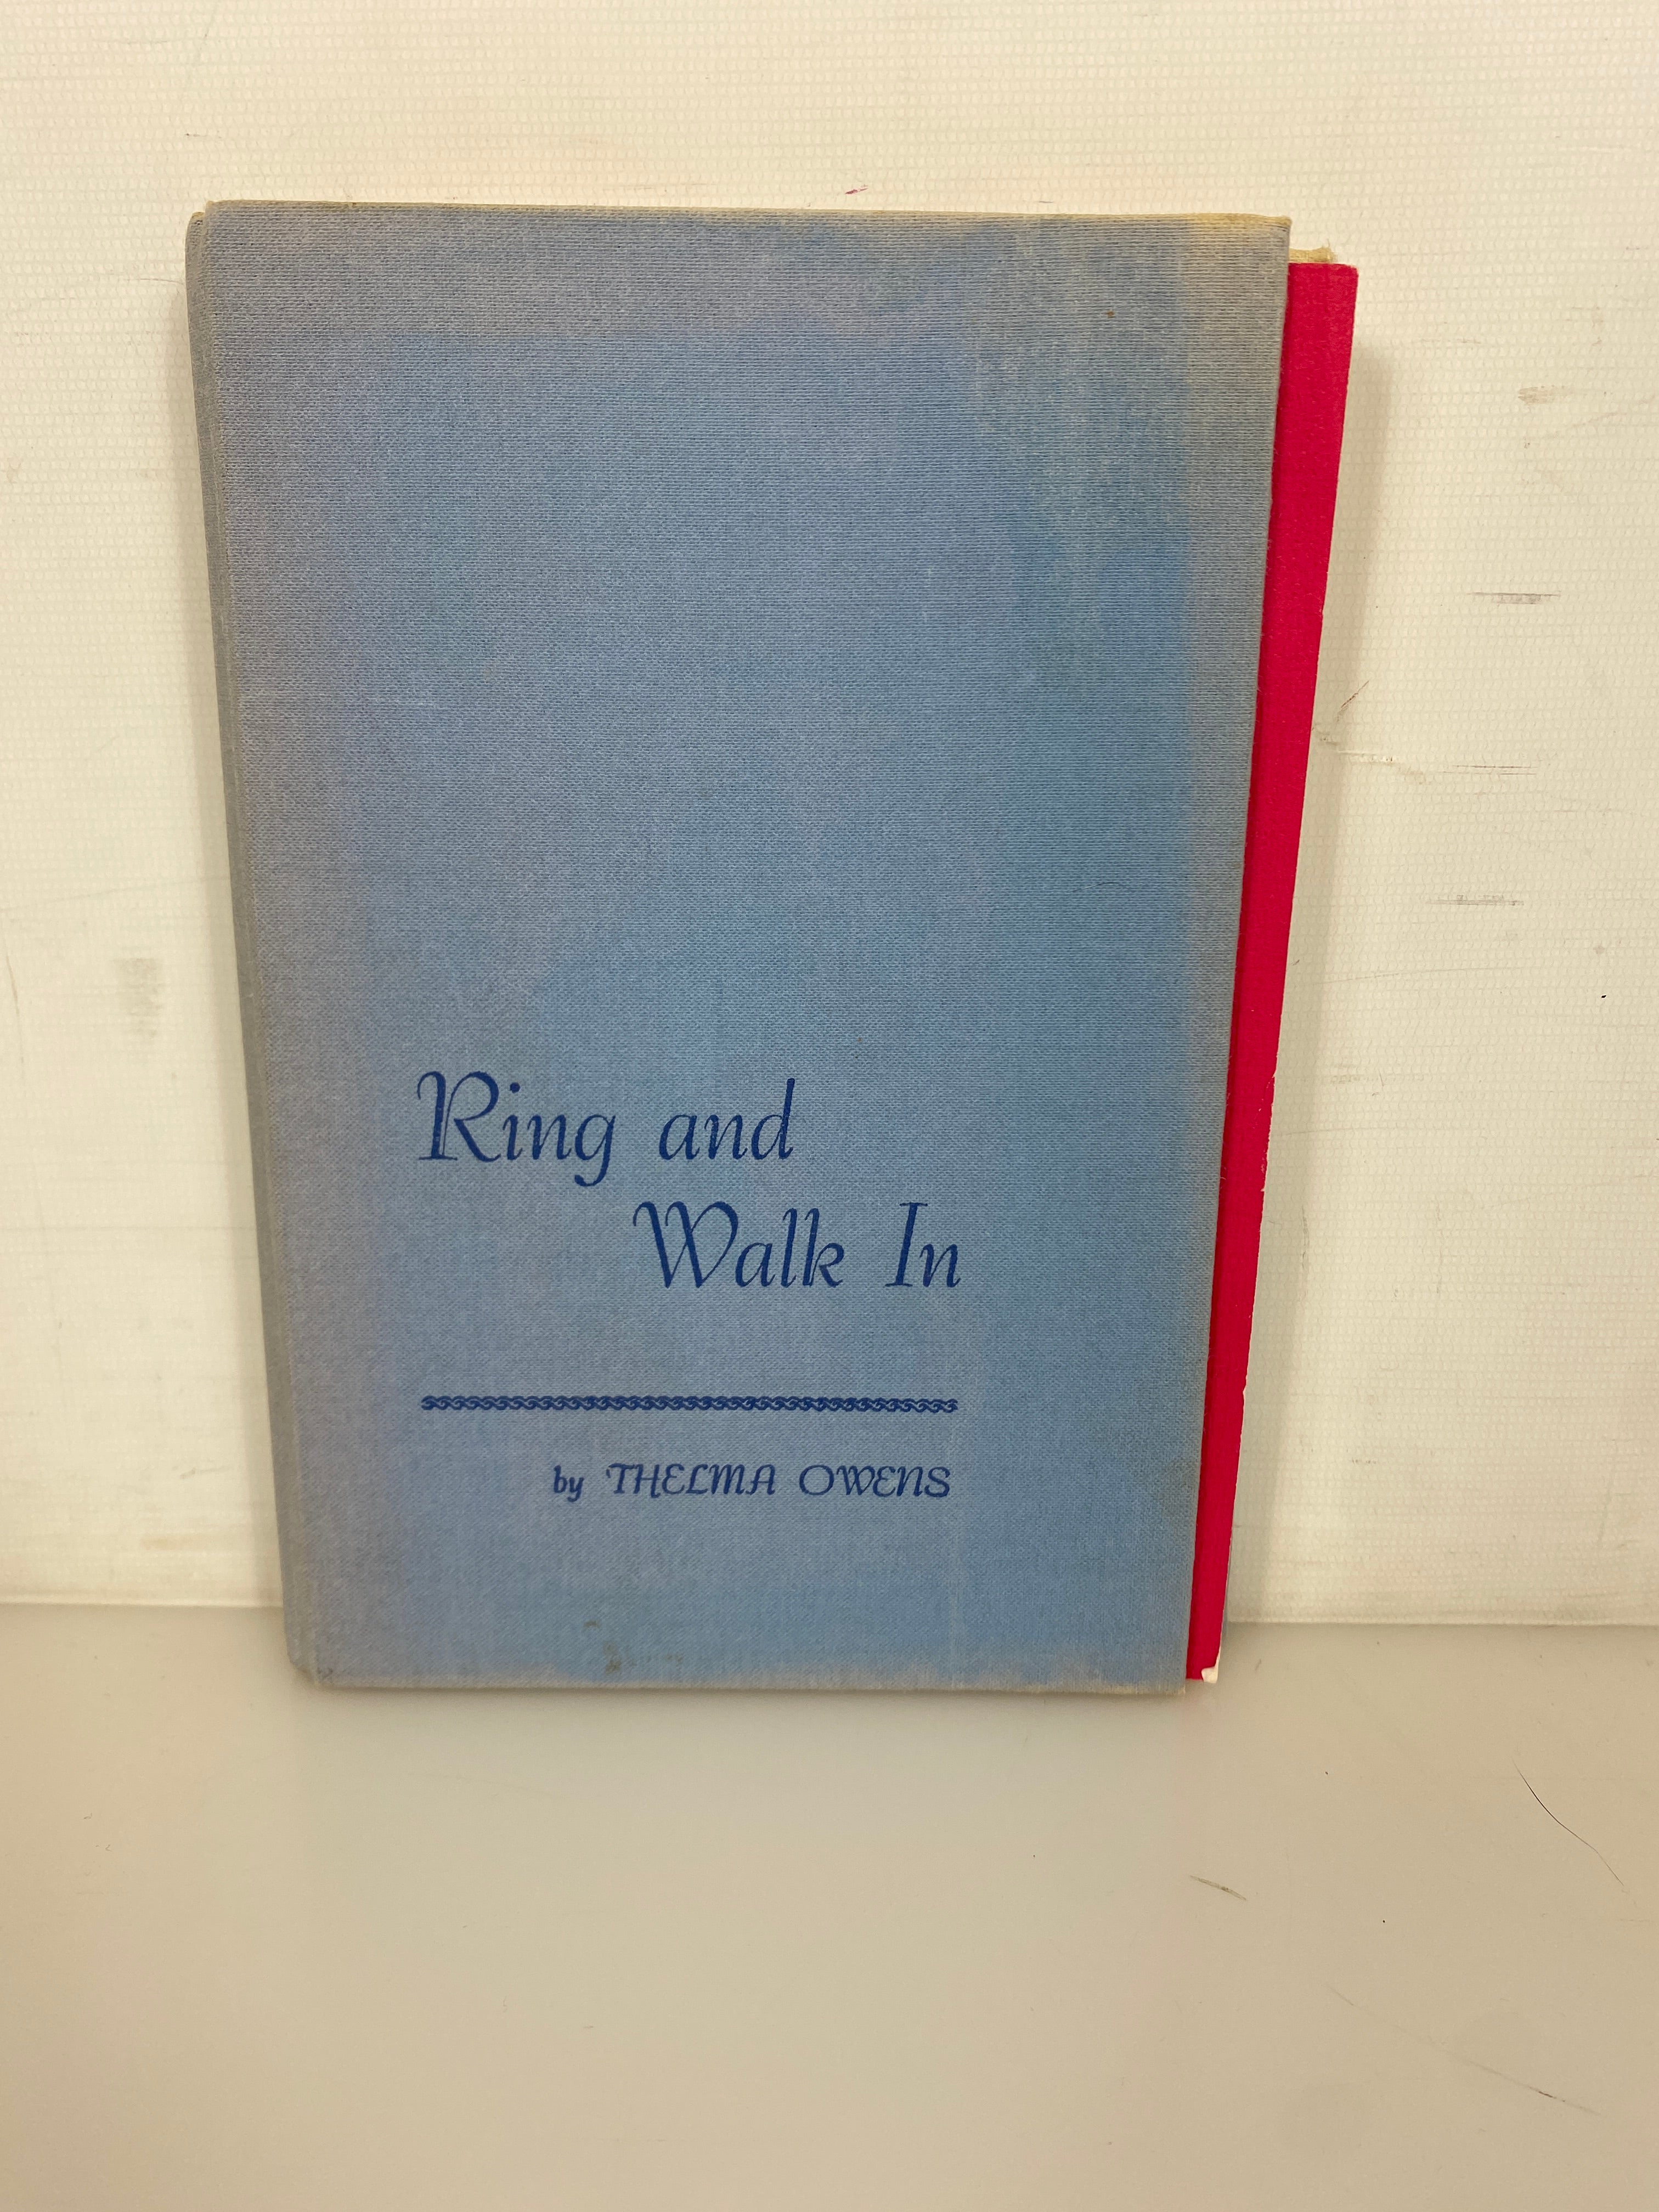 Ring and
Walk In
by THELMA OWENS